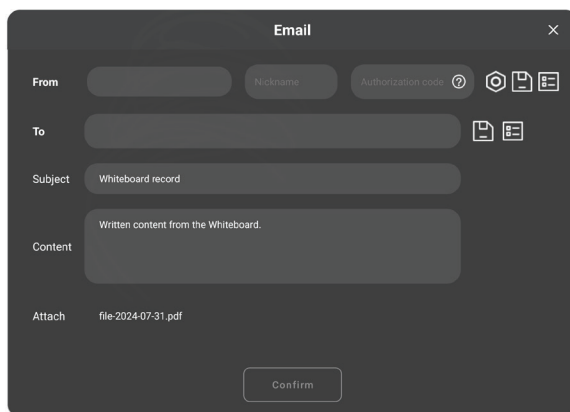 Email
From Nickname Authorization code
To
Subject Whiteboard record
Content Written content from the Whiteboard.
Attach file-2024-07-31.pdf
Confirm